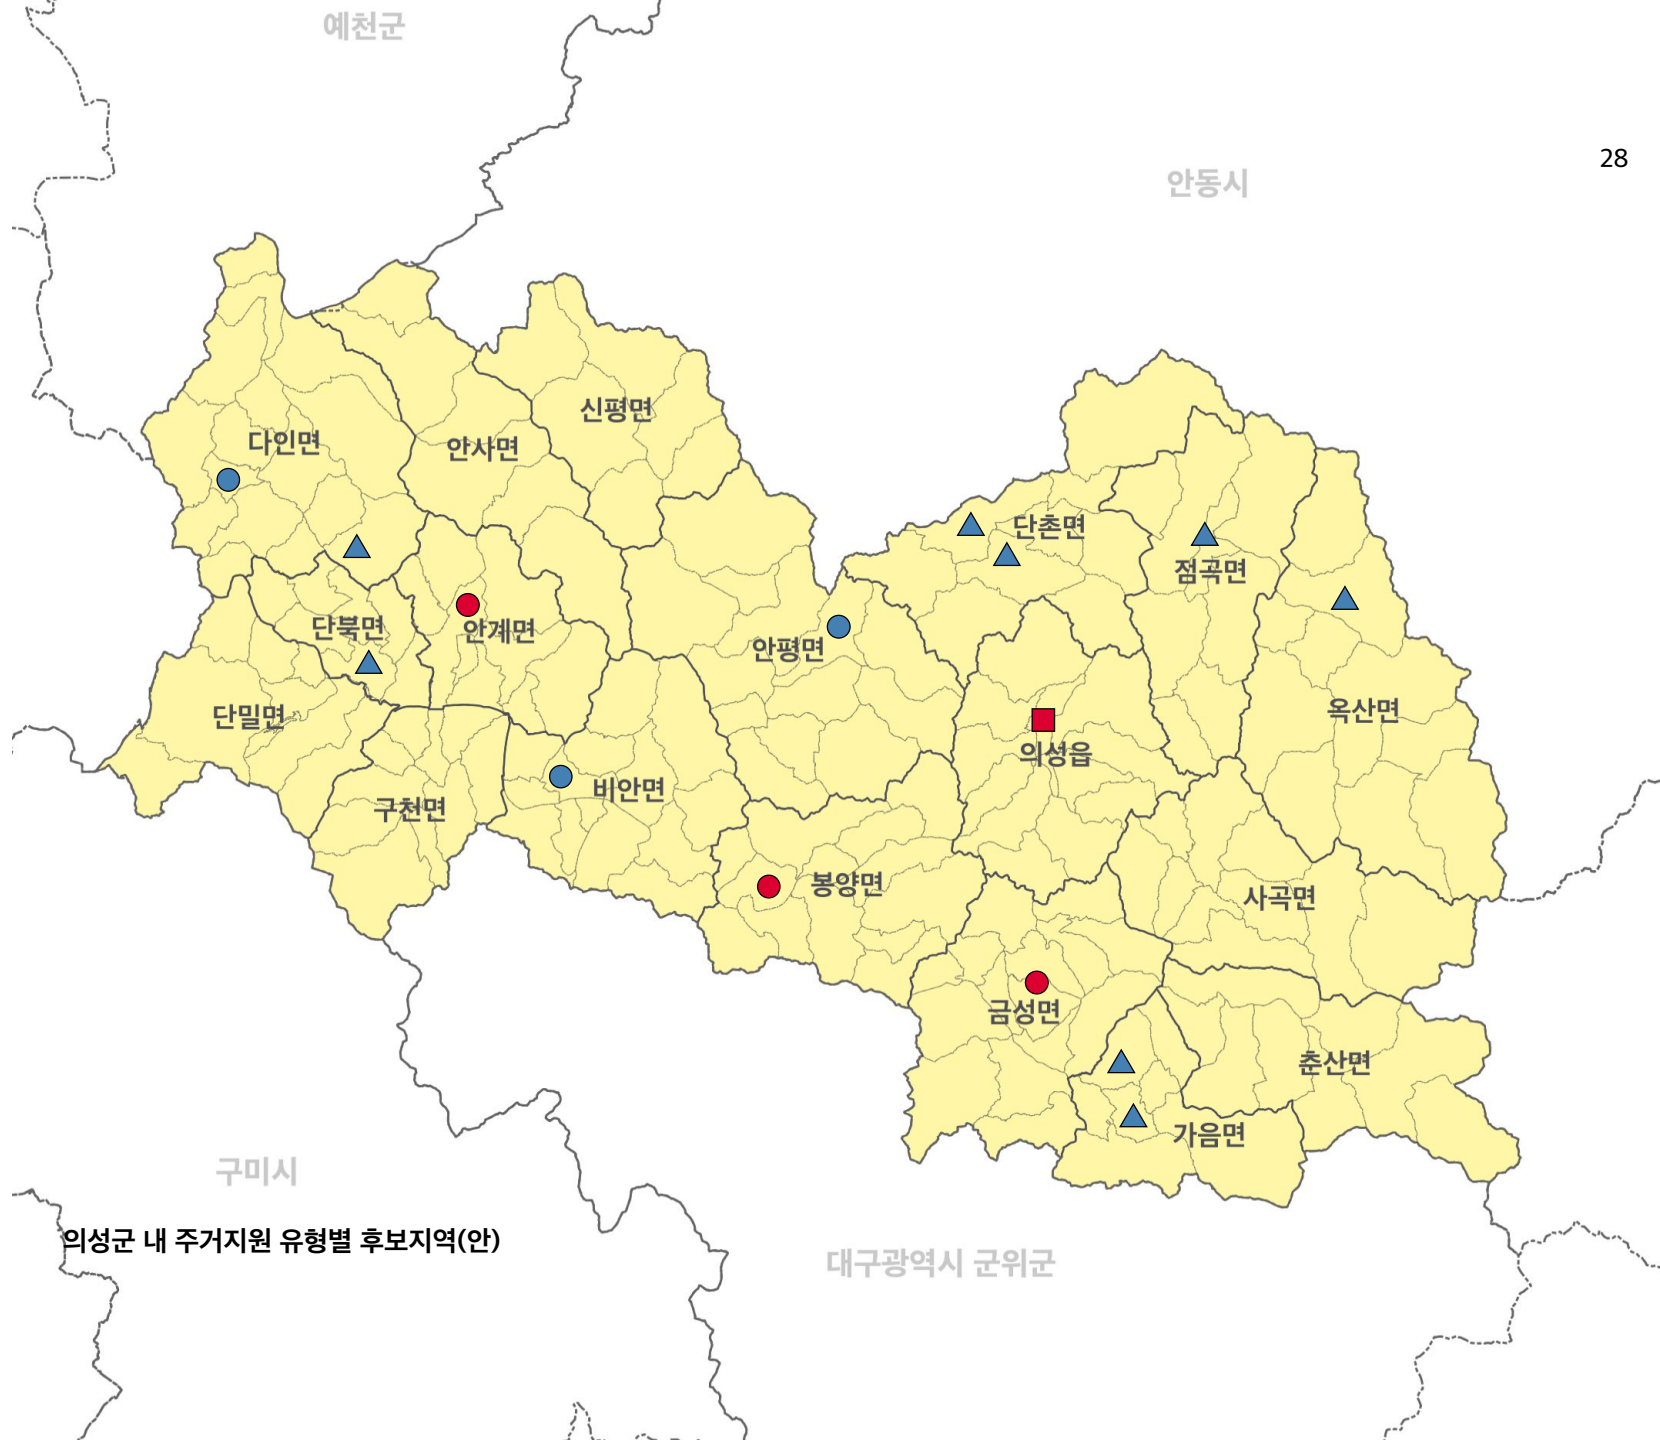 예천군
28
안동시
신평면
다인면
안사면
단촌면
점곡면
단북면
안계면
안평면
옥산면
단밀면
의성읍
비안면
구천면
봉양면
사곡면
금성면
춘산면
가음면
구미시
의성군 내 주거지원 유형별 후보지역(안)
대구광역시 군위군